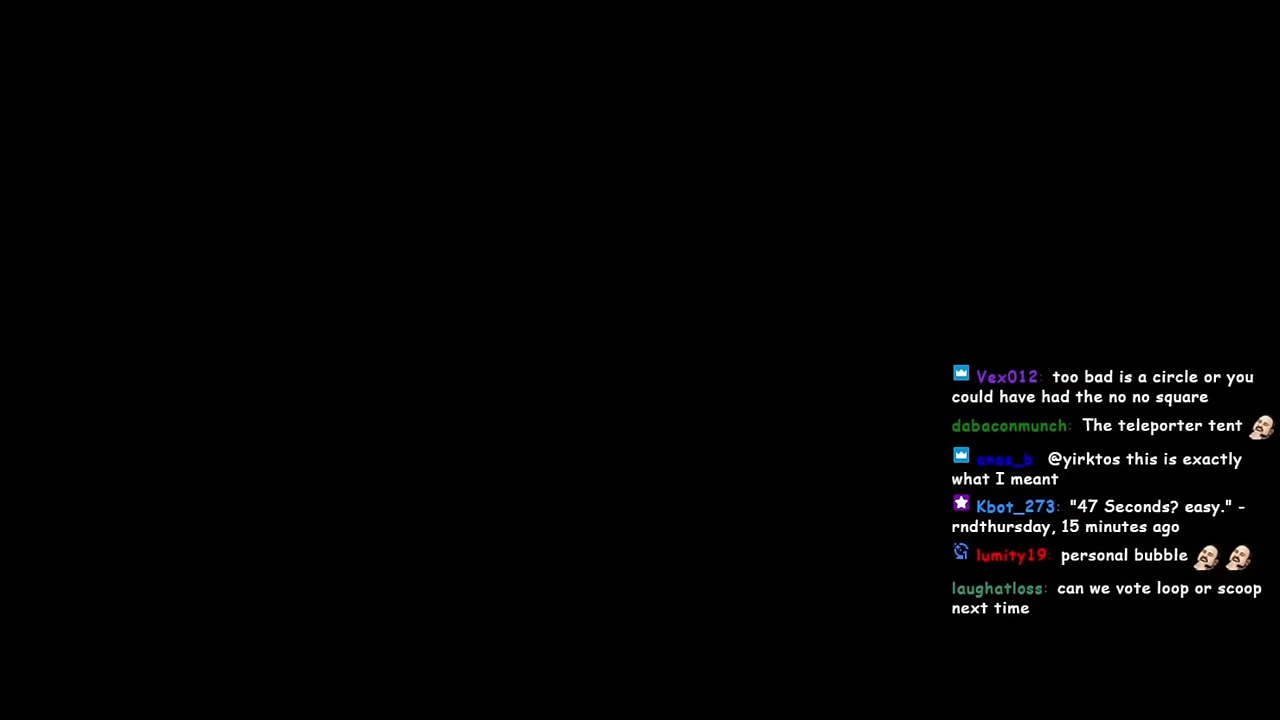 Vex012: too bad is a circle or you
could have had the no no square
dabaconmunch: The teleporter tent
anas_b @yirktos this is exactly
what I meant
Kbot_273: "47 Seconds? easy." -
rndthursday, 15 minutes ago
lumity19: personal bubble
laughatloss: can we vote loop or scoop
next time